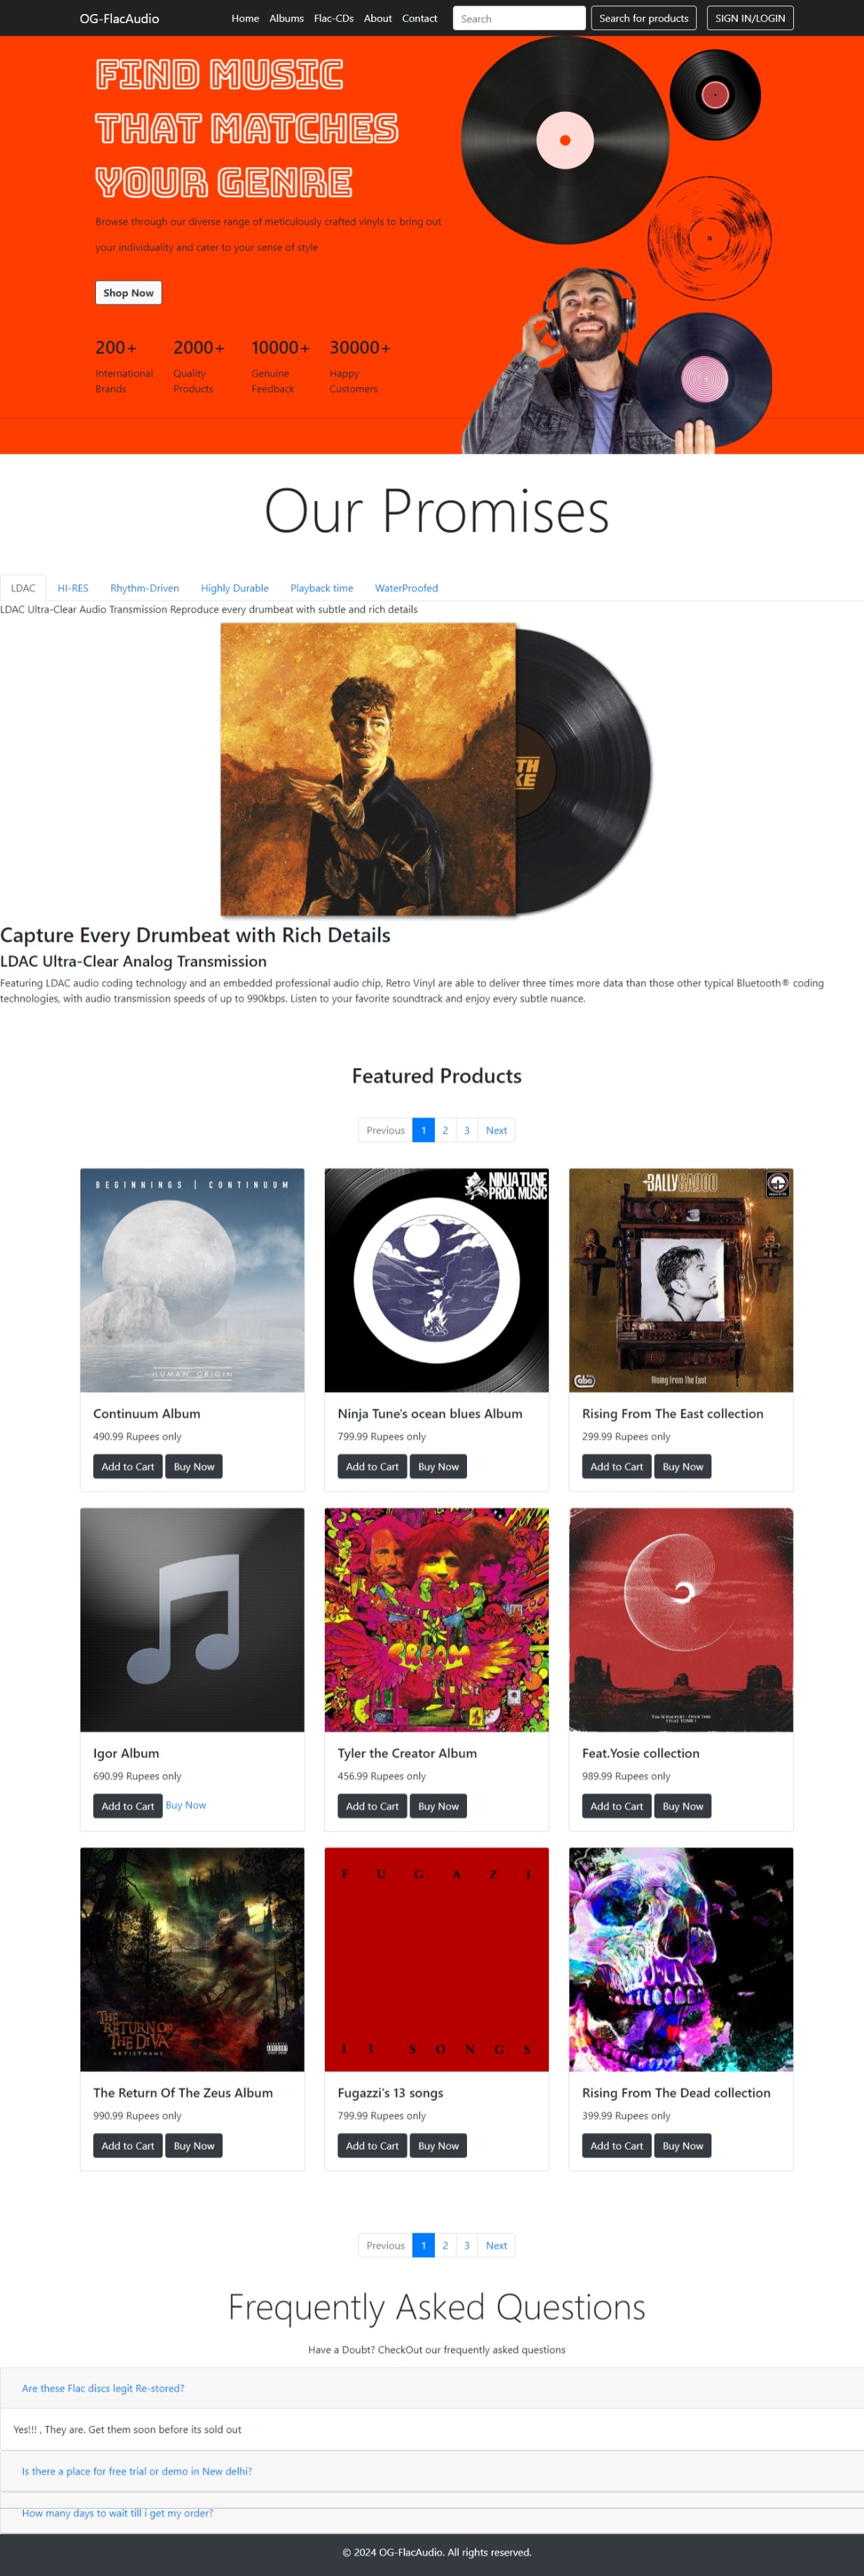 OG-FlacAudio Home Albums Flac-CDs About Contact Search Search for products SIGN IN/LOGIN
FIND MUSIC
THAT MATCHES
YOUR GENRE
Browse through our diverse range of meticulously crafted vinyls to bring out
your individuality and cater to your sense of style
Shop Now
200+ 2000+ 10000+ 30000+
International Quality Genuine Happy
Brands Products Feedback Customers
Our Promises
LDAC HI-RES Rhythm-Driven Highly Durable Playback time WaterProofed
LDAC Ultra-Clear Audio Transmission Reproduce every drumbeat with subtle and rich details
TH
KE
Capture Every Drumbeat with Rich Details
LDAC Ultra-Clear Analog Transmission
Featuring LDAC audio coding technology and an embedded professional audio chip, Retro Vinyl are able to deliver three times more data than those other typical Bluetooth® coding
technologies, with audio transmission speeds of up to 990kbps. Listen to your favorite soundtrack and enjoy every subtle nuance.
Featured Products
Previous 1 2 3 Next
BEGINNINGS | CONTINUUM
HUMAN ORIGIN
NINJA TUNE
PROD. MUSIC
BALLY SAGOO
Rising From The East
Continuum Album Ninja Tune's ocean blues Album Rising From The East collection
490.99 Rupees only 799.99 Rupees only 299.99 Rupees only
Add to Cart Buy Now Add to Cart Buy Now Add to Cart Buy Now
CREAM
Igor Album Tyler the Creator Album Feat.Yosie collection
690.99 Rupees only 456.99 Rupees only 989.99 Rupees only
Add to Cart Buy Now Add to Cart Buy Now Add to Cart Buy Now
THE
RETURN OF
THE DIVA
ARTISTNAME
FUGAZI
13 SONGS
The Return Of The Zeus Album Fugazzi's 13 songs Rising From The Dead collection
990.99 Rupees only 799.99 Rupees only 399.99 Rupees only
Add to Cart Buy Now Add to Cart Buy Now Add to Cart Buy Now
Previous 1 2 3 Next
Frequently Asked Questions
Have a Doubt? CheckOut our frequently asked questions
Are these Flac discs legit Re-stored?
Yes!!! , They are. Get them soon before its sold out
Is there a place for free trial or demo in New delhi?
How many days to wait till i get my order?
© 2024 OG-FlacAudio. All rights reserved.